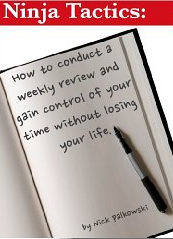 Ninja Tactics:
How to conduct a
weekly review and
gain control of your
time without losing
your life.
by Nick Palkowski